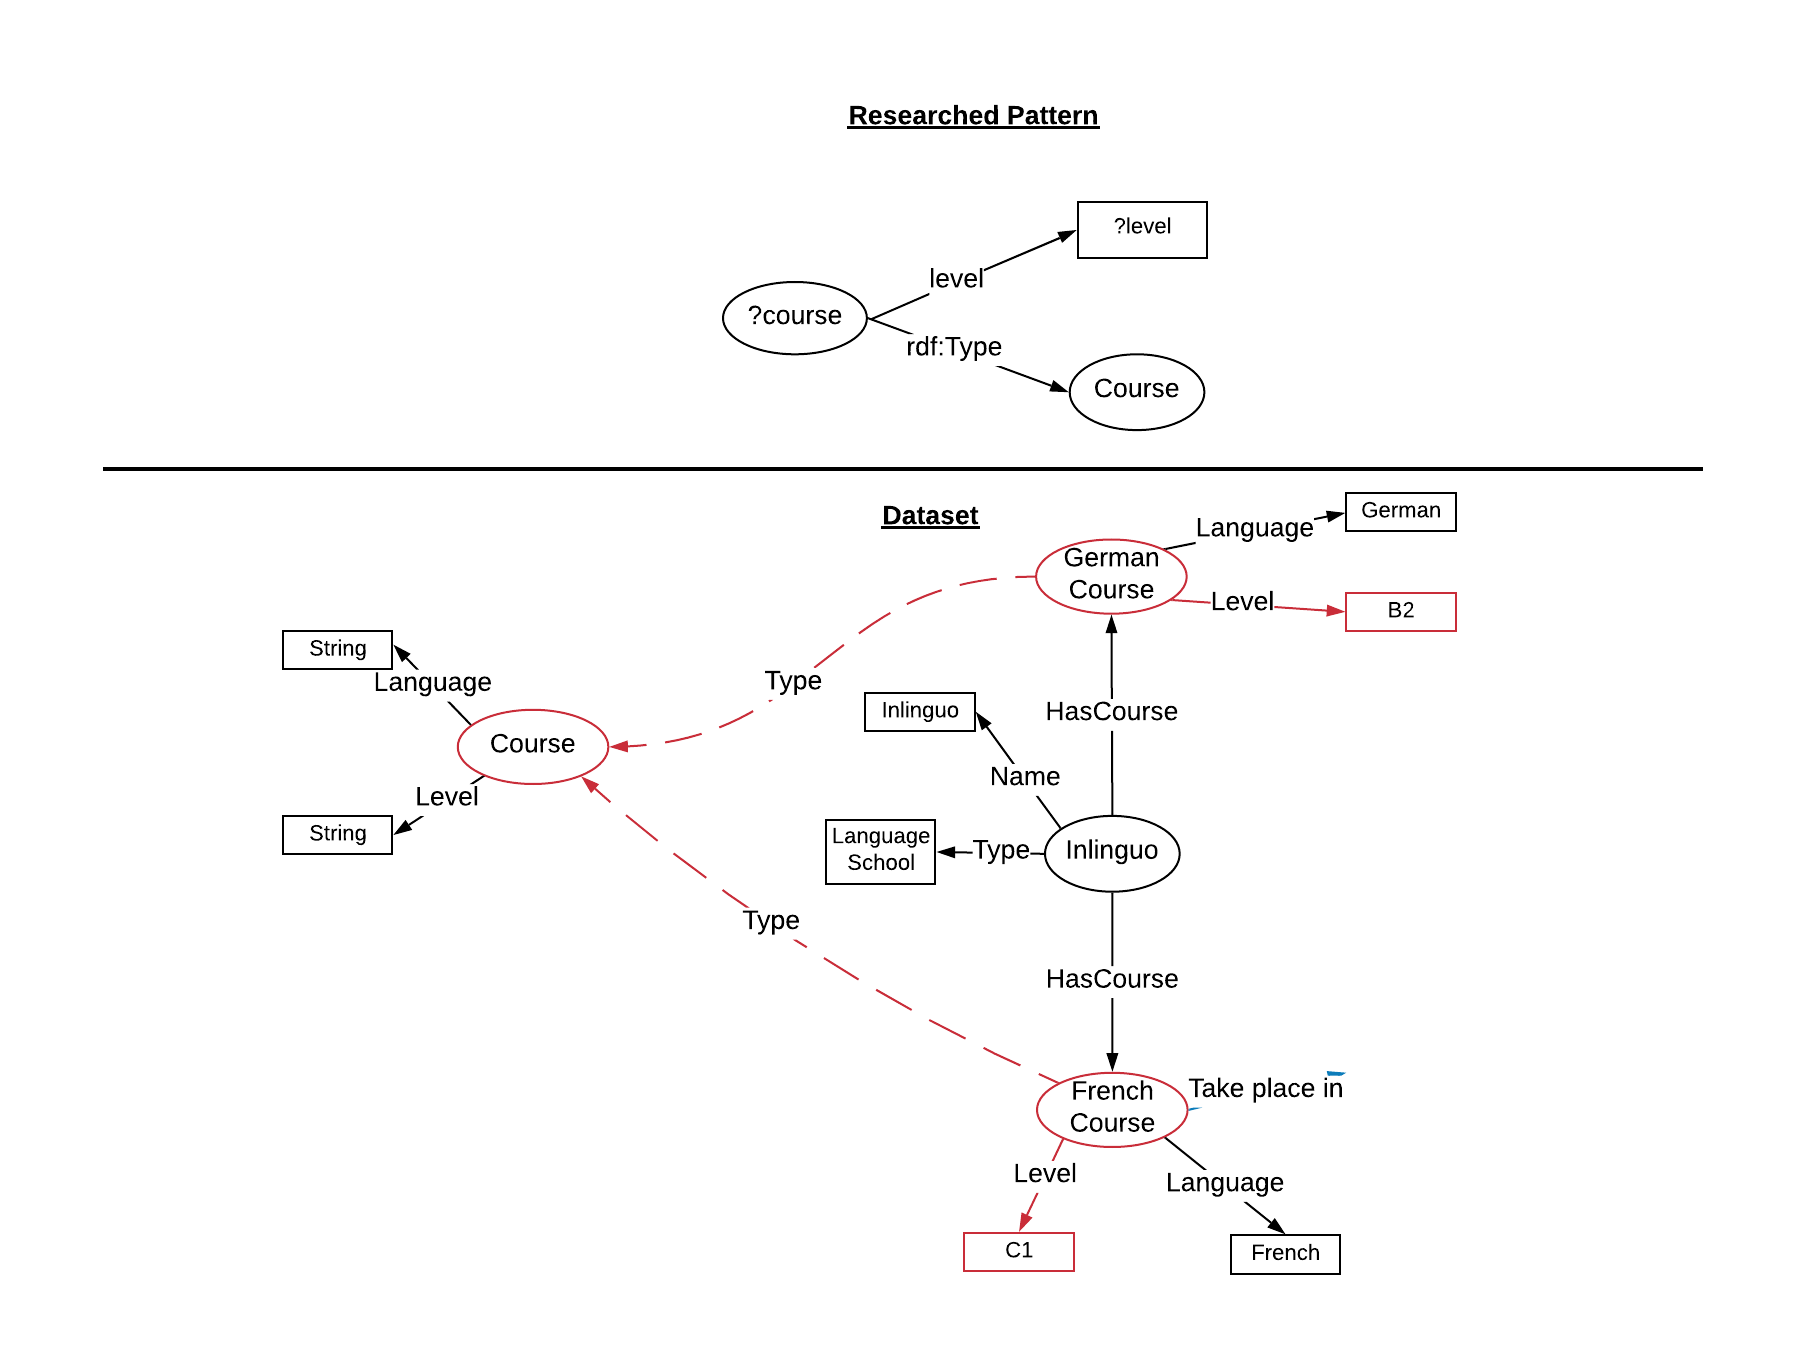 Researched Pattern
?level
level
?course
rdf:Type
Course
Dataset
German
Language
German
Course
Level
B2
String
Language
Type
Inlinguo
HasCourse
Course
Name
Level
String
Language
School
Type
Inlinguo
Type
HasCourse
French
Course
Take place in
Level
Language
C1
French